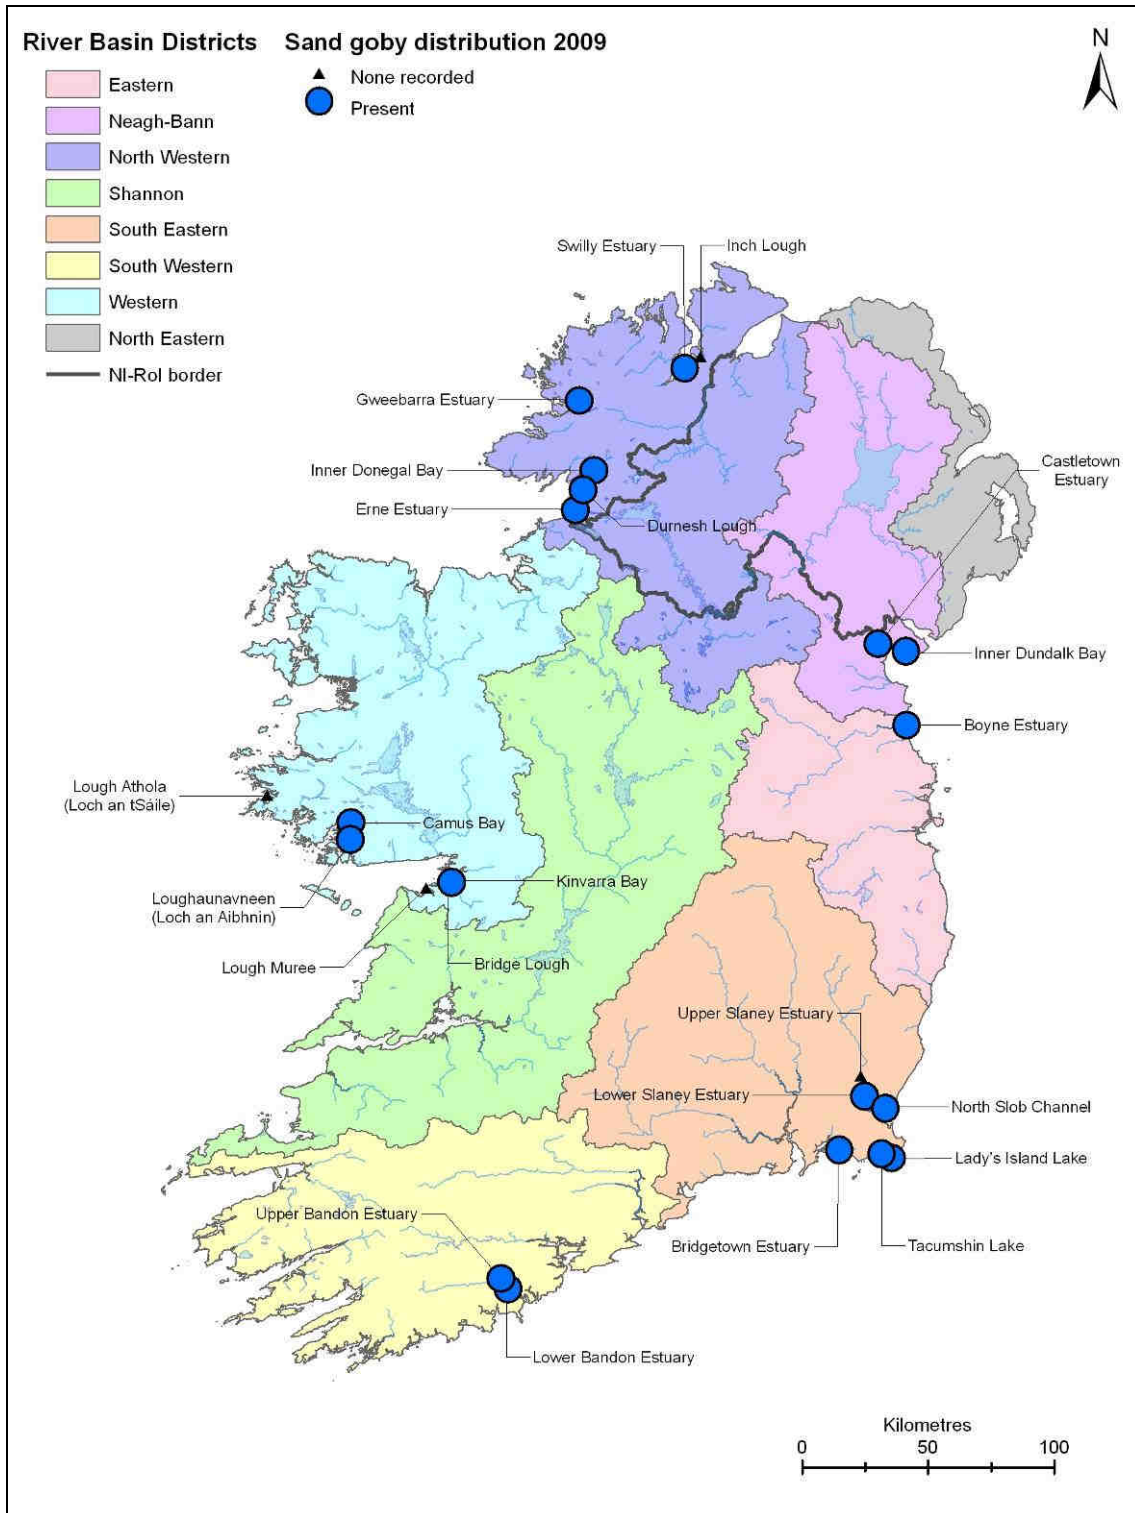 River Basin Districts
Eastern
Neagh-Bann
North Western
Shannon
South Eastern
South Western
Western
North Eastern
NI-RoI border
Sand goby distribution 2009
None recorded
Present
N
Swilly Estuary
Inch Lough
Gweebarra Estuary
Inner Donegal Bay
Erne Estuary
Durnesh Lough
Castletown
Estuary
Inner Dundalk Bay
Boyne Estuary
Lough Athola
(Loch an tSáile)
Camus Bay
Loughaunavneen
(Loch an Aibhnin)
Kinvarra Bay
Lough Muree
Bridge Lough
Upper Slaney Estuary
Lower Slaney Estuary
North Slob Channel
Lady's Island Lake
Upper Bandon Estuary
Bridgetown Estuary
Tacumshin Lake
Lower Bandon Estuary
Kilometres
0 50 100